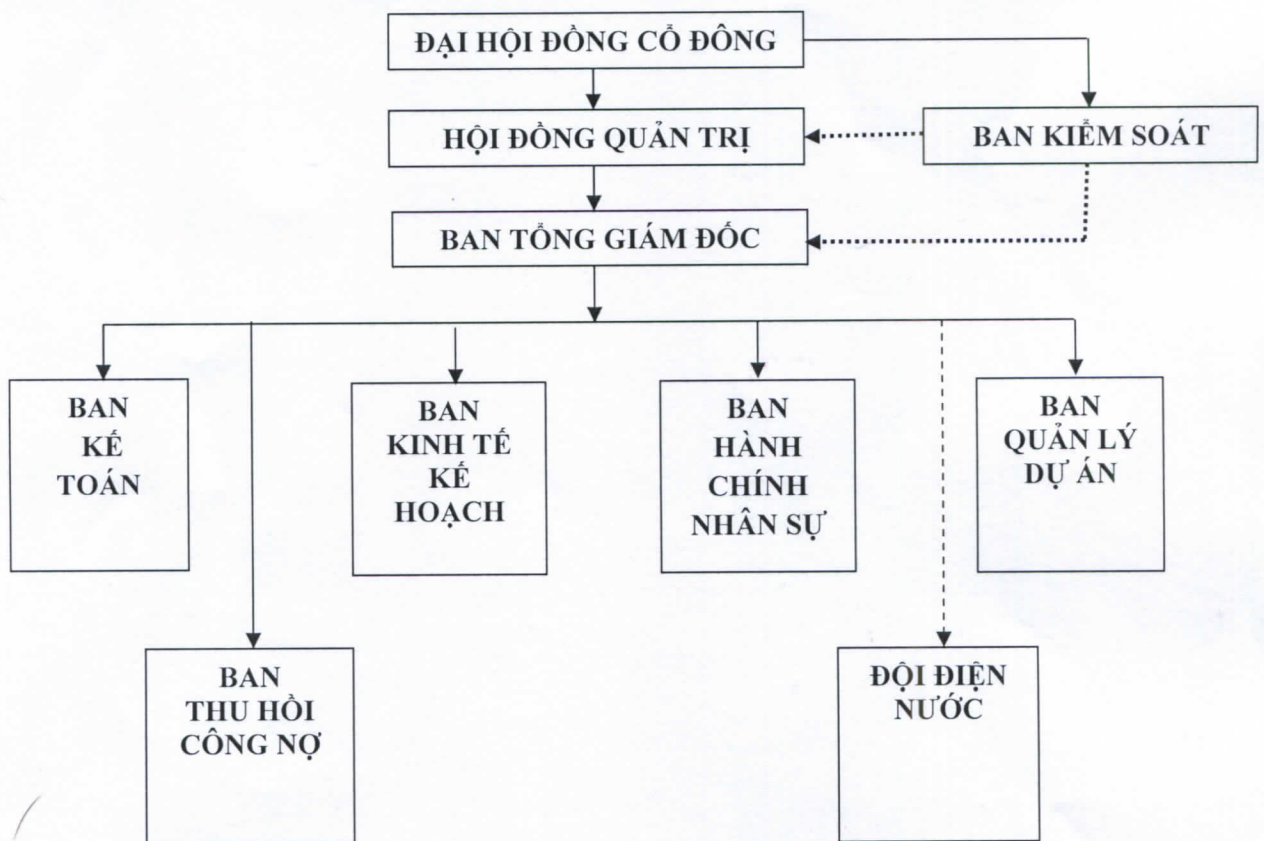 ĐẠI HỘI ĐỒNG CỔ ĐÔNG
HỘI ĐỒNG QUẢN TRỊ
BAN KIỂM SOÁT
BAN TỔNG GIÁM ĐỐC
BAN
KẾ
TOÁN
BAN
KINH TẾ
KẾ
HOẠCH
BAN
HÀNH
CHÍNH
NHÂN SỰ
BAN
QUẢN LÝ
DỰ ÁN
BAN
THU HỒI
CÔNG NỢ
ĐỘI ĐIỆN
NƯỚC